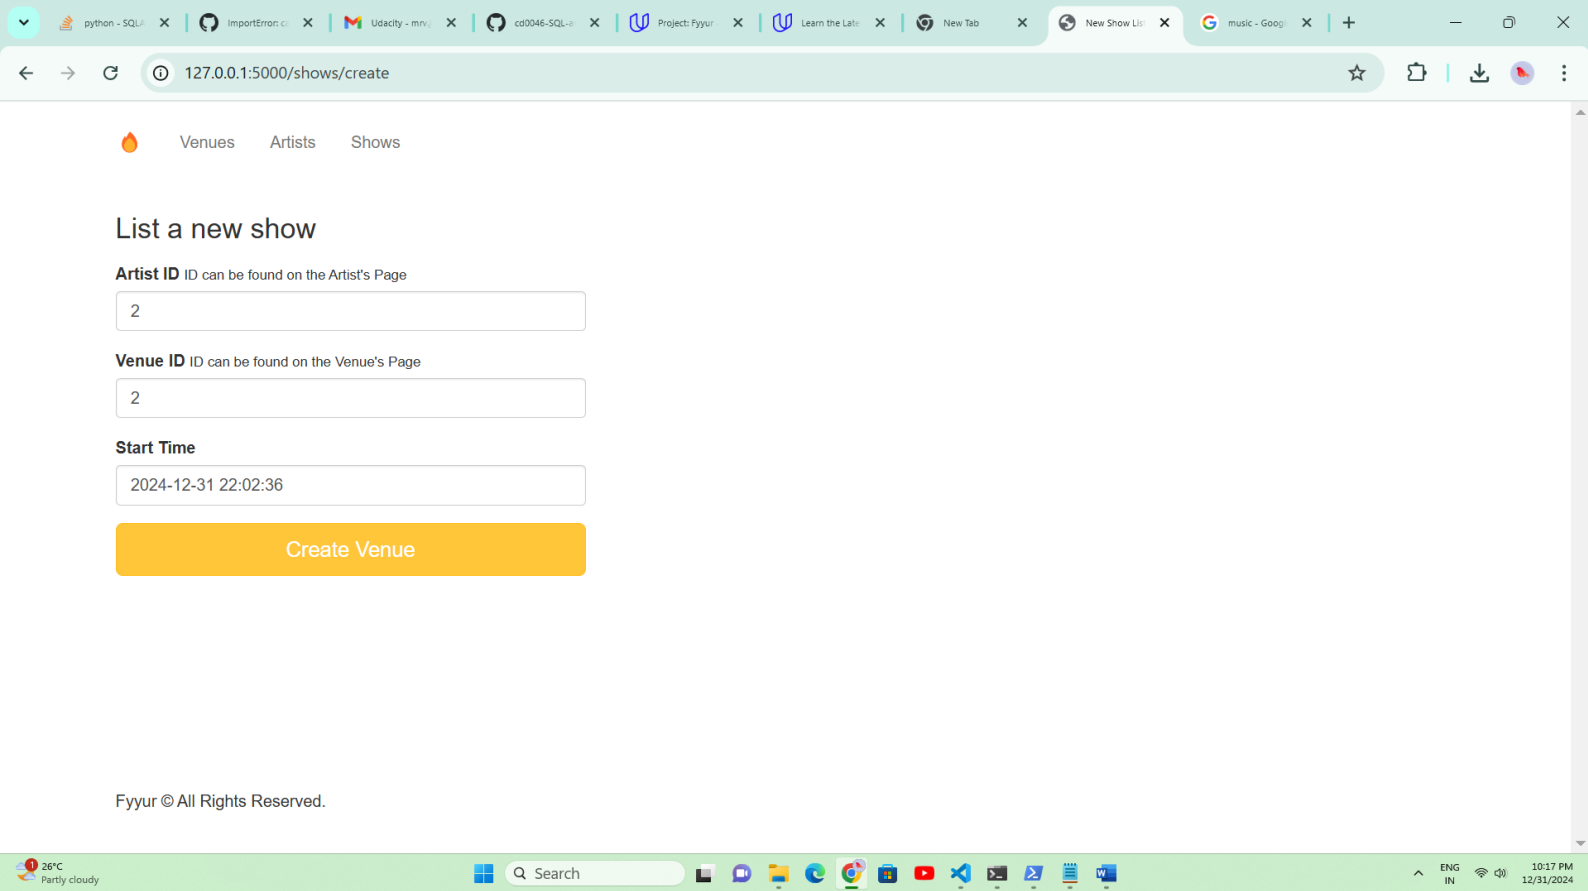 python - SQLA
ImportError: ca
Udacity - mrv.
cd0046-SQL-a
Project: Fyyur
Learn the Late
New Tab
New Show Lis
music - Googl
127.0.0.1:5000/shows/create
Venues Artists Shows
List a new show
Artist ID ID can be found on the Artist's Page
2
Venue ID ID can be found on the Venue's Page
2
Start Time
2024-12-31 22:02:36
Create Venue
Fyyur © All Rights Reserved.
1
26°C
Partly cloudy
Search
ENG
IN
10:17 PM
12/31/2024